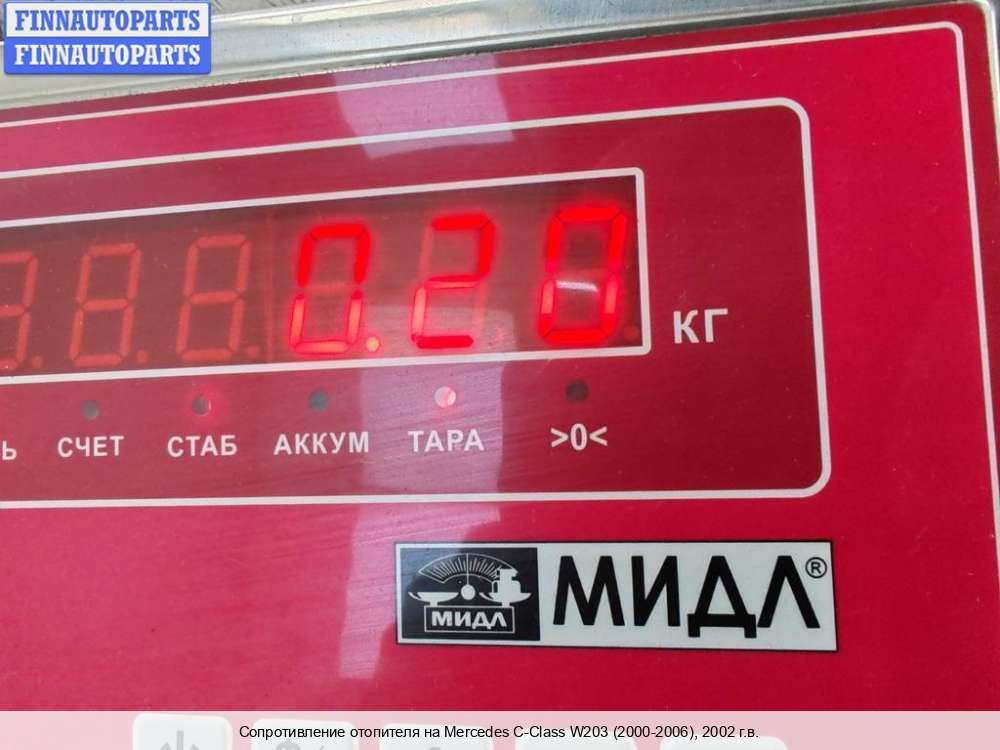 FINNAUTOPARTS
FINNAUTOPARTS
0.20
КГ
СЧЕТ СТАБ АККУМ ТАРА >0<
МИДЛ
МИДЛ®
Сопротивление отопителя на Mercedes C-Class W203 (2000-2006), 2002 г.в.